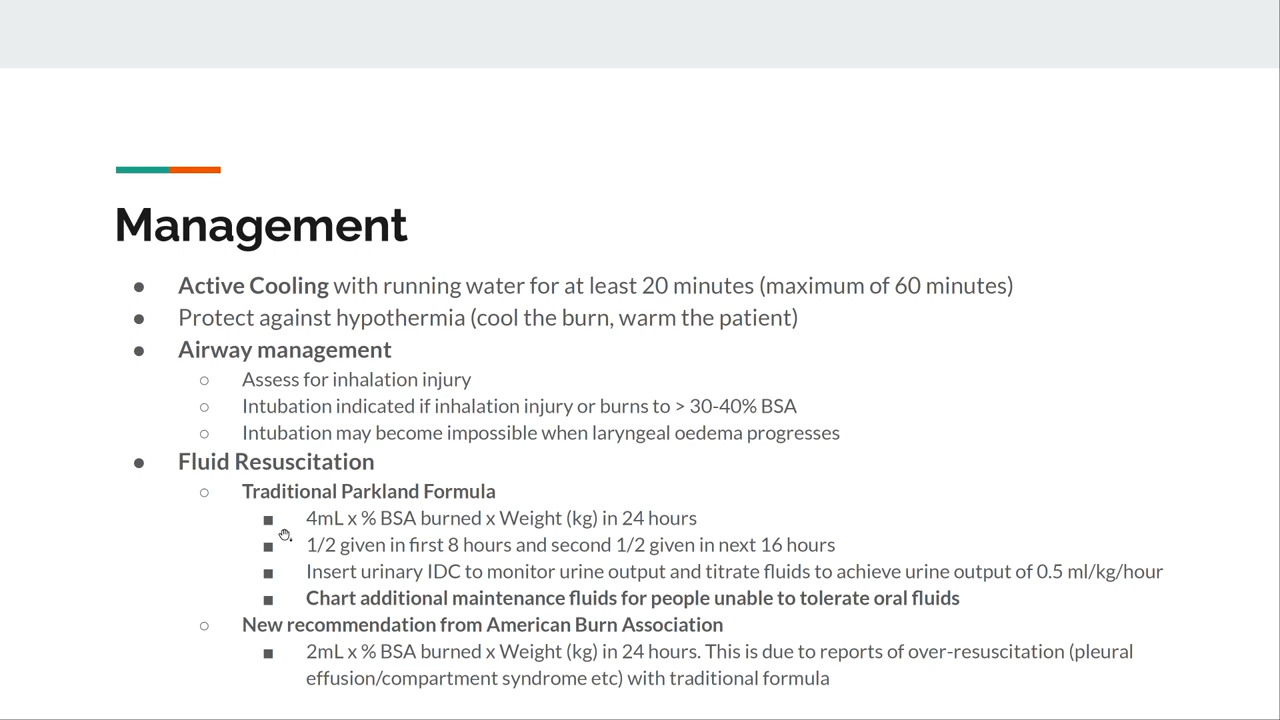 Management
● Active Cooling with running water for at least 20 minutes (maximum of 60 minutes)
● Protect against hypothermia (cool the burn, warm the patient)
● Airway management
○ Assess for inhalation injury
○ Intubation indicated if inhalation injury or burns to > 30-40% BSA
○ Intubation may become impossible when laryngeal oedema progresses
● Fluid Resuscitation
○ Traditional Parkland Formula
■ 4mL x % BSA burned x Weight (kg) in 24 hours
■ 1/2 given in first 8 hours and second 1/2 given in next 16 hours
■ Insert urinary IDC to monitor urine output and titrate fluids to achieve urine output of 0.5 ml/kg/hour
■ Chart additional maintenance fluids for people unable to tolerate oral fluids
○ New recommendation from American Burn Association
■ 2mL x % BSA burned x Weight (kg) in 24 hours. This is due to reports of over-resuscitation (pleural
effusion/compartment syndrome etc) with traditional formula